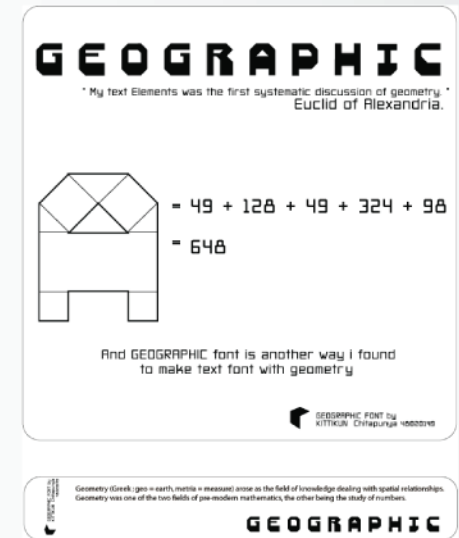 GEOGRAPHIC
" My text Elements was the first systematic discussion of geometry. "
Euclid of Alexandria.
= 49 + 128 + 49 + 324 + 98
= 648
And GEOGRAPHIC font is another way i found
to make text font with geometry
GEOGRAPHIC FONT by
KITTIKUN Chitapunya 48020149
Geometry (Greek : geo = earth, metria = measure) arose as the field of knowledge dealing with spatial relationships.
Geometry was one of the two fields of pre-modern mathematics, the other being the study of numbers.
GEOGRAPHIC